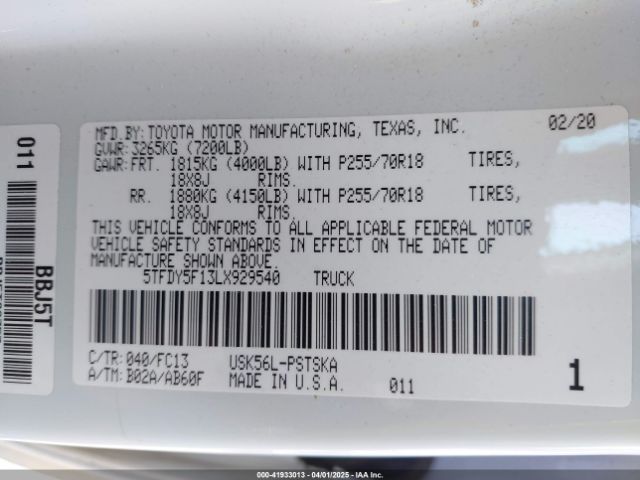 MFD.BY:TOYOTA MOTOR MANUFACTURING, TEXAS, INC. 02/20
GVWR:3265KG (7200LB)
GAWR:FRT. 1815KG (4000LB) WITH P255/70R18 TIRES,
18X8J RIMS.
RR. 1880KG (4150LB) WITH P255/70R18 TIRES,
18X8J RIMS.
THIS VEHICLE CONFORMS TO ALL APPLICABLE FEDERAL MOTOR
VEHICLE SAFETY STANDARDS IN EFFECT ON THE DATE OF
MANUFACTURE SHOWN ABOVE.
5TFDY5F13LX929540 TRUCK
C/TR: 040/FC13 USK56L-PSTSKA
A/TM: B02A/AB60F MADE IN U.S.A. 011 1
011
BBJ5T
000-41933013 - 04/01/2025 - IAAI.COM